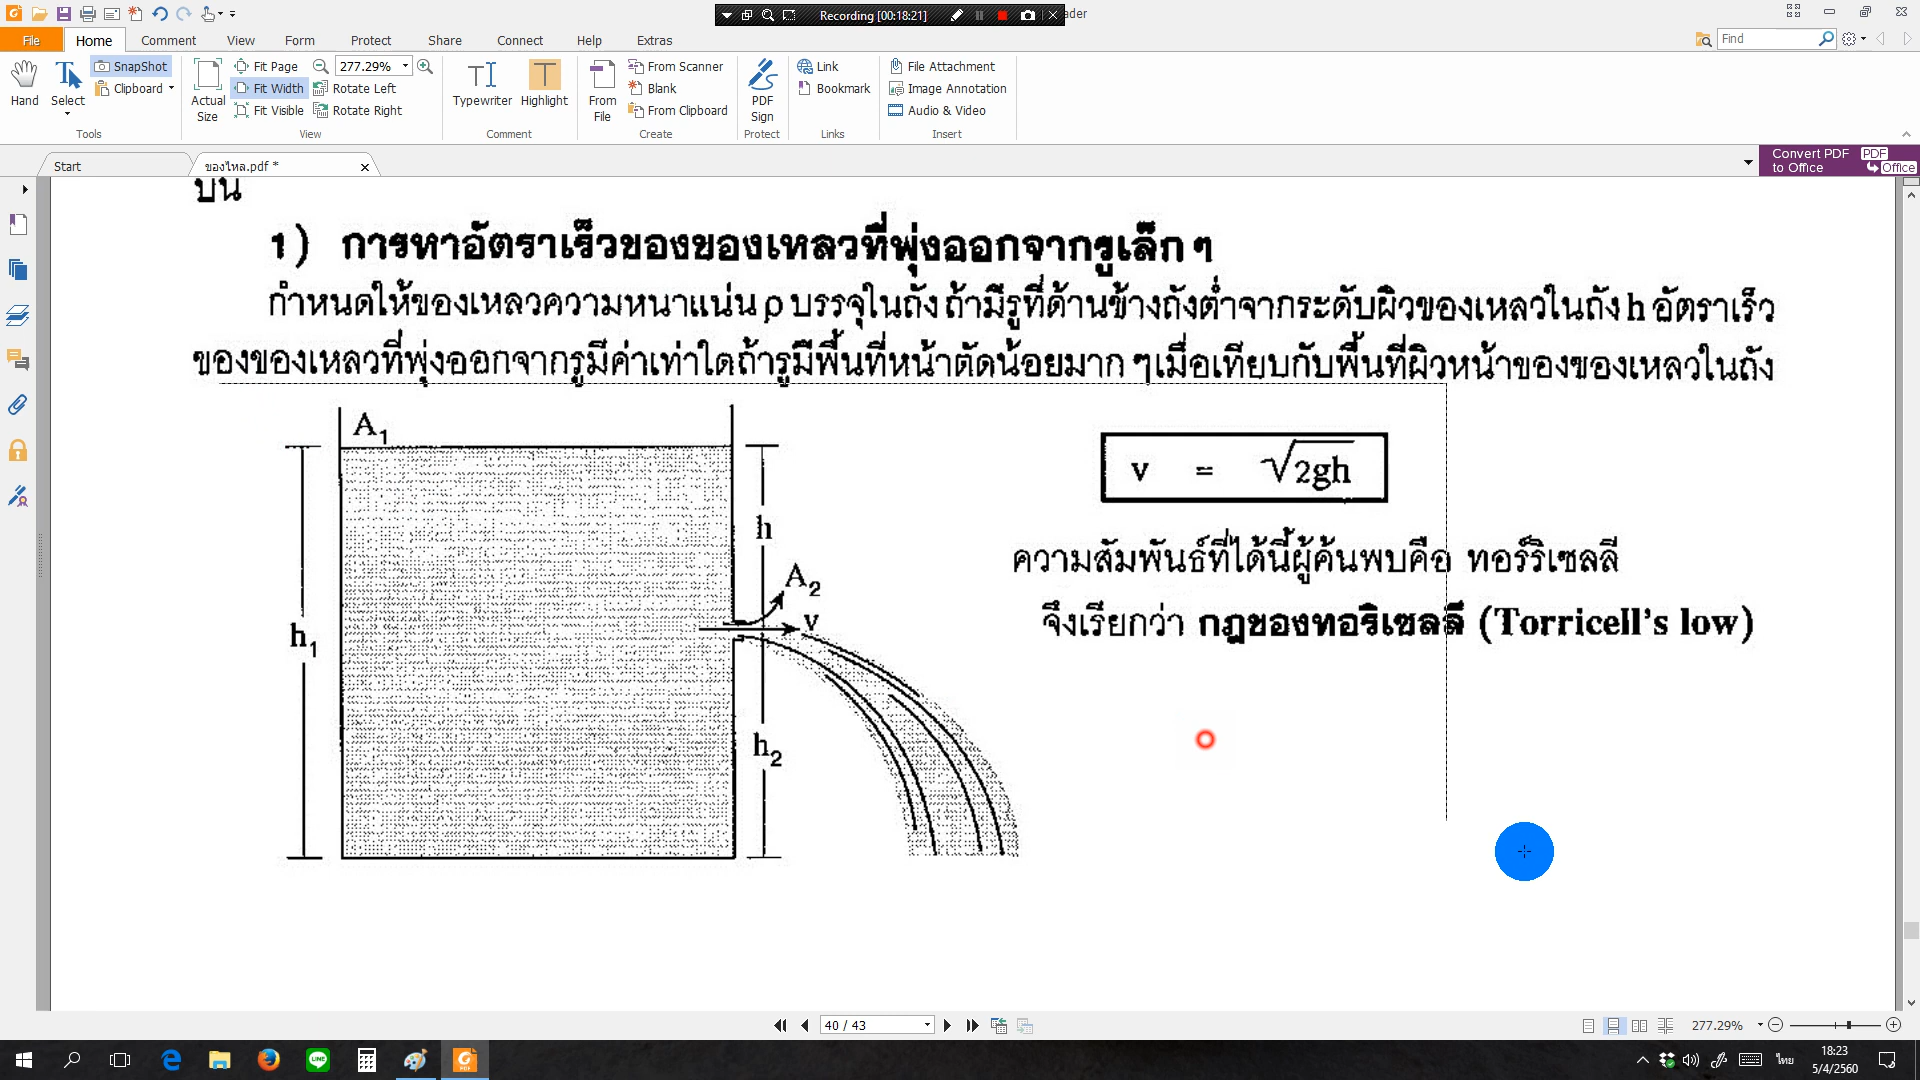 Recording [00:18:21]
ader
File
Home
Comment
View
Form
Protect
Share
Connect
Help
Extras
Find
Hand
Select
SnapShot
Clipboard
Tools
Actual
Size
Fit Page
Fit Width
Fit Visible
277.29%
Rotate Left
Rotate Right
View
Typewriter
Highlight
Comment
From
File
From Scanner
Blank
From Clipboard
Create
PDF
Sign
Protect
Link
Bookmark
Links
File Attachment
Image Annotation
Audio & Video
Insert
Start
ของไหล.pdf *
Convert PDF
to Office
PDF
Office
บน
1) การหาอัตราเร็วของของเหลวที่พุ่งออกจากรูเล็กๆ
กำหนดให้ของเหลวความหนาแน่น ρ บรรจุในถัง ถ้ามีรูที่ด้านข้างถังต่ำจากระดับผิวของเหลวในถัง h อัตราเร็ว
ของของเหลวที่พุ่งออกจากรูมีค่าเท่าใดถ้ารูมีพื้นที่หน้าตัดน้อยมาก ๆเมื่อเทียบกับพื้นที่ผิวหน้าของของเหลวในถัง
A₁
v = √2gh
h
ความสัมพันธ์ที่ได้นี้ผู้ค้นพบคือ ทอร์ริเซลลี
A₂
v
จึงเรียกว่า กฎของทอริเซลลี (Torricell's low)
h₁
h₂
40 / 43
277.29%
LINE
PDF
ไทย
18:23
5/4/2560